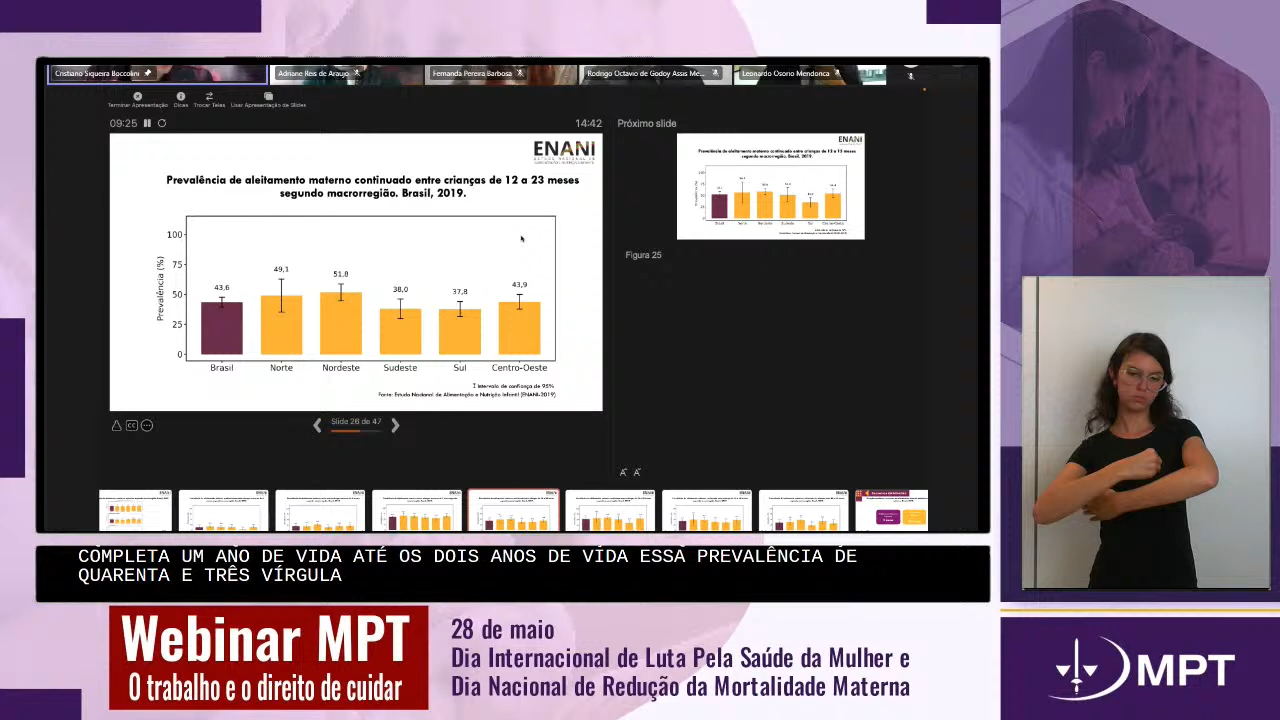 Cristiano Siqueira Boccolini
Adriane Reis de Araujo
Fernanda Pereira Barbosa
Rodrigo Octavio de Godoy Assis Me...
Leonardo Osorio Mendonca
Terminar Apresentação
Dicas
Trocar Telas
Usar Apresentação de Slides
09:25
14:42
Próximo slide
ENANI
Prevalência de aleitamento materno continuado entre crianças de 12 a 23 meses
segundo macrorregião. Brasil, 2019.
Prevalência (%)
100
75
50
25
0
43,6
49,1
51,8
38,0
37,8
43,9
Brasil
Norte
Nordeste
Sudeste
Sul
Centro-Oeste
Intervalos de confiança de 95%
Fonte: Estudo Nacional de Alimentação e Nutrição Infantil (ENANI-2019)
ENANI
Figura 25
Slide 26 de 47
COMPLETA UM ANO DE VIDA ATÉ OS DOIS ANOS DE VIDA ESSA PREVALÊNCIA DE
QUARENTA E TRÊS VÍRGULA
Webinar MPT
O trabalho e o direito de cuidar
28 de maio
Dia Internacional de Luta Pela Saúde da Mulher e
Dia Nacional de Redução da Mortalidade Materna
MPT